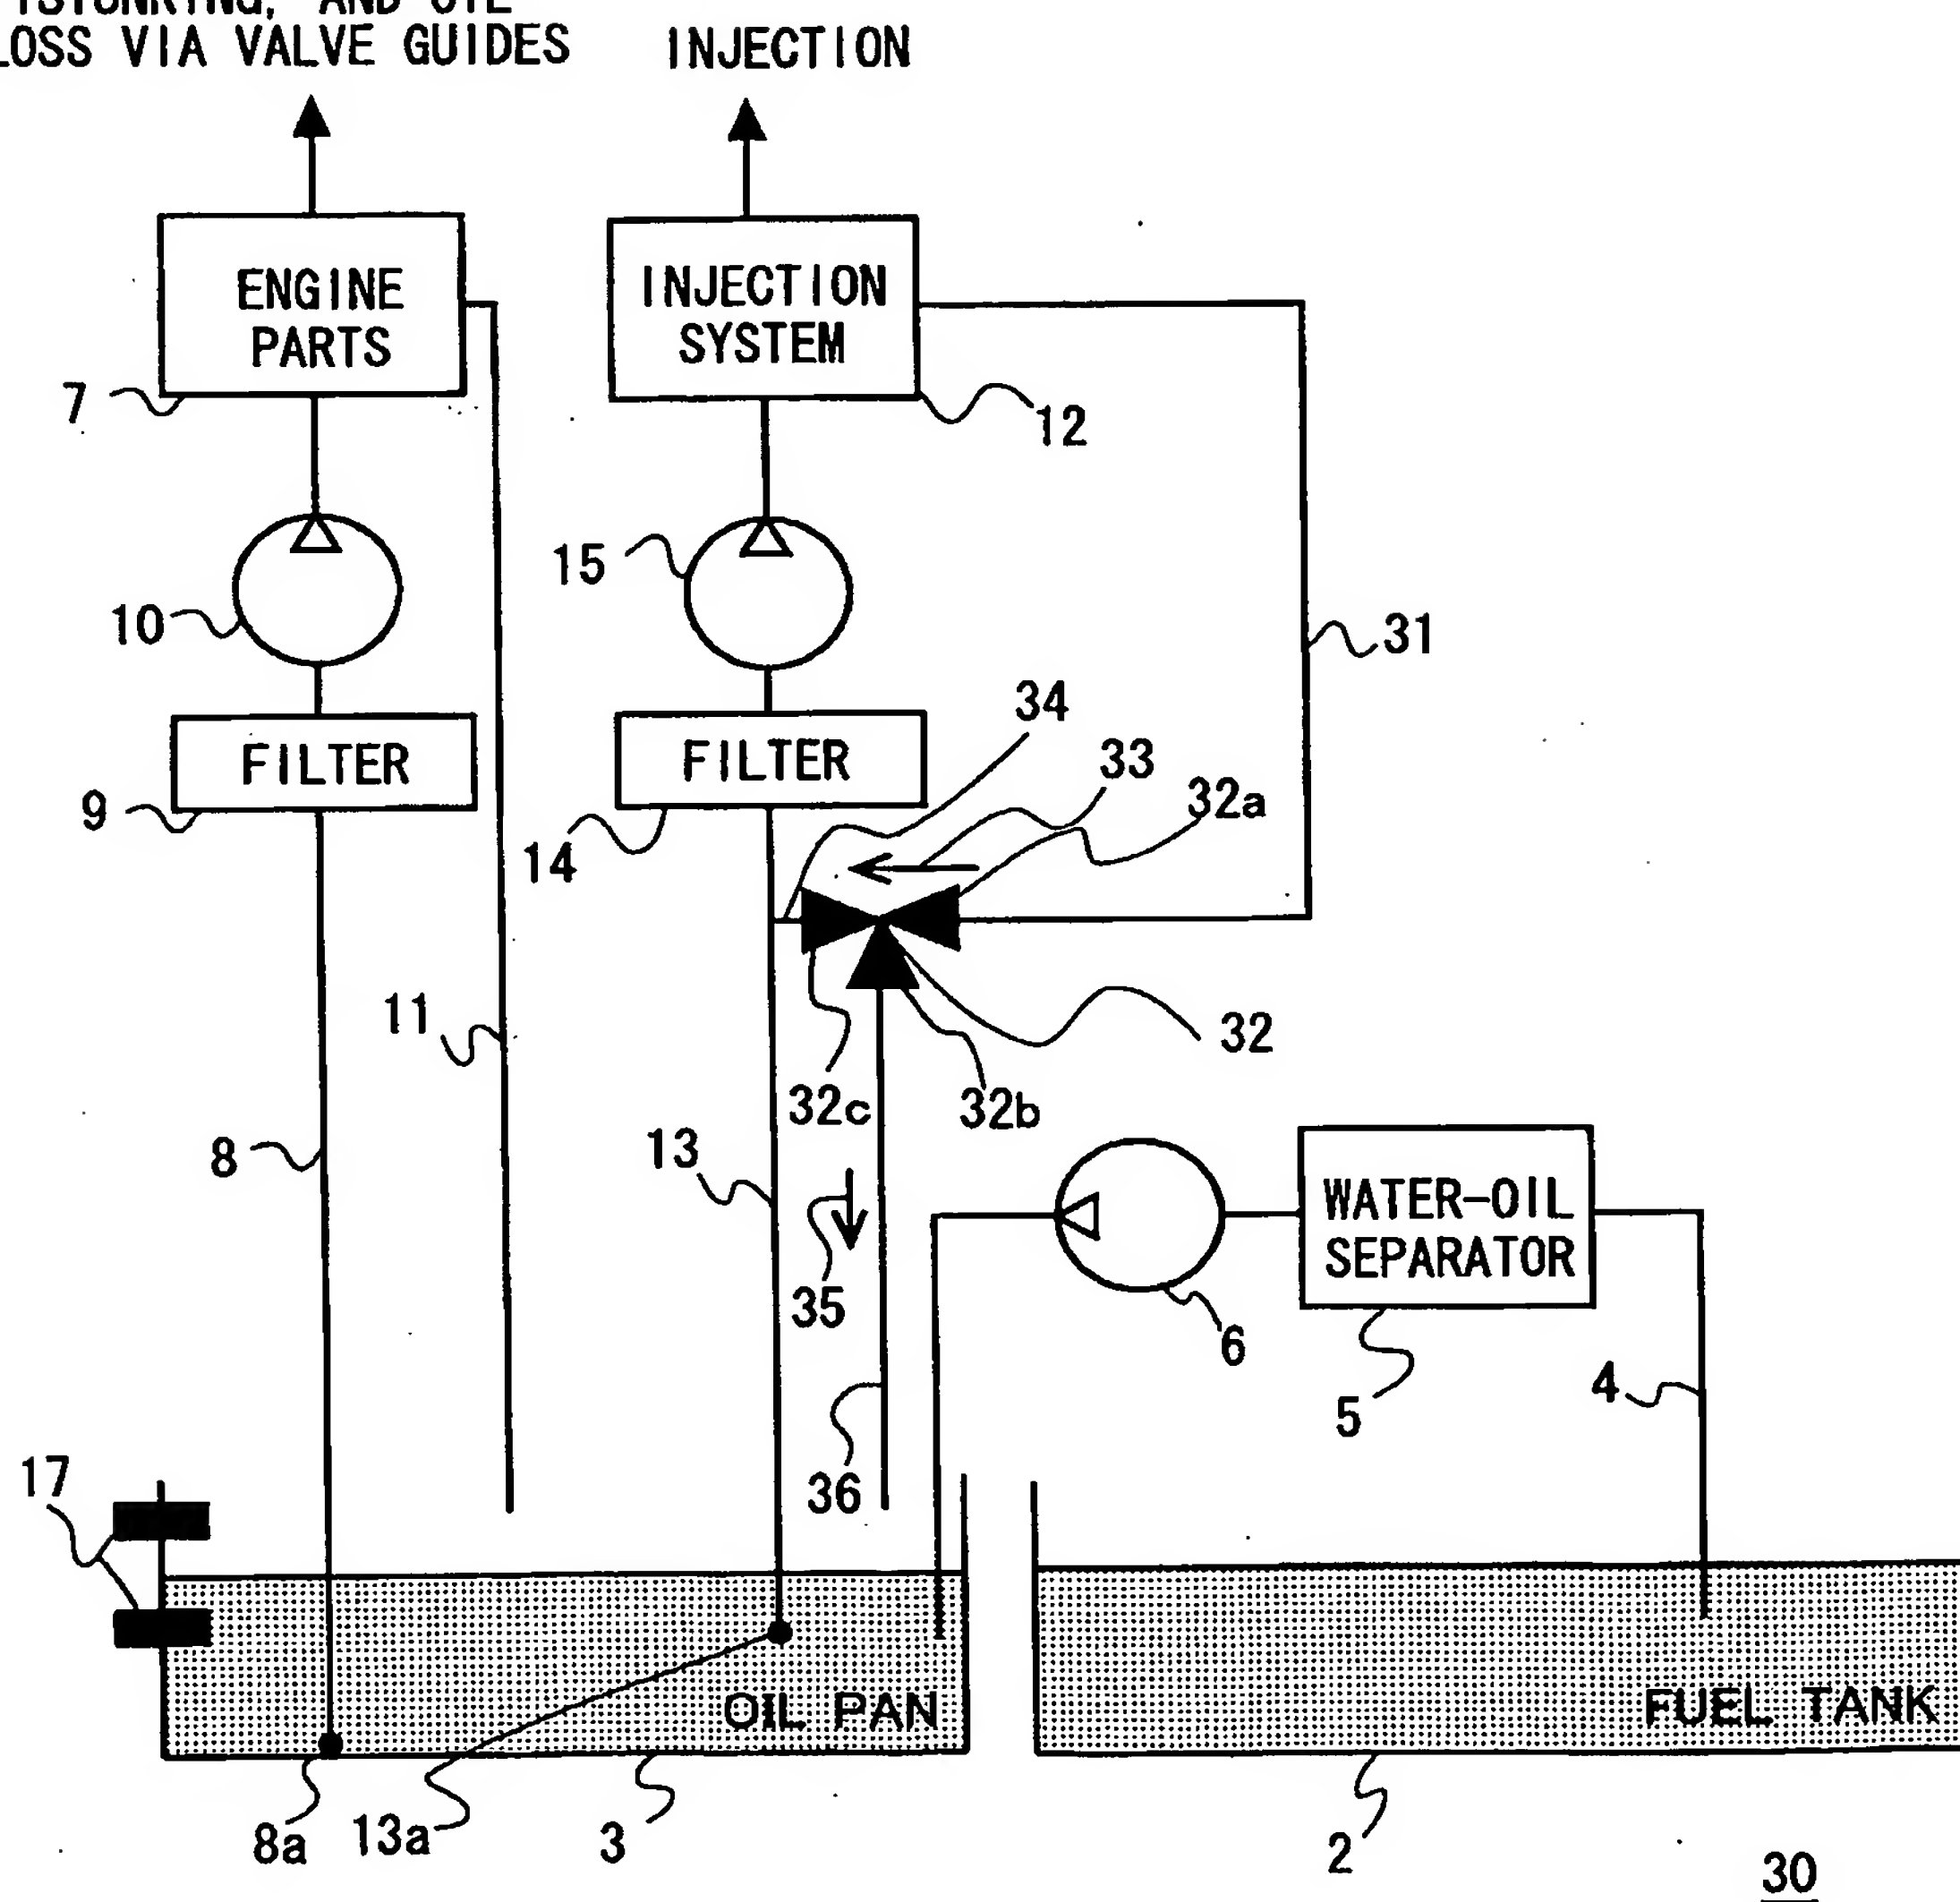 AND OIL
LOSS VIA VALVE GUIDES
INJECTION
ENGINE
PARTS
INJECTION
SYSTEM
7
12
15
10
31
34
FILTER
FILTER
33
32a
9
14
11
32
32c
32b
8
13
WATER-OIL
SEPARATOR
35
6
4
5
17
36
OIL PAN
FUEL TANK
8a
13a
3
2
30